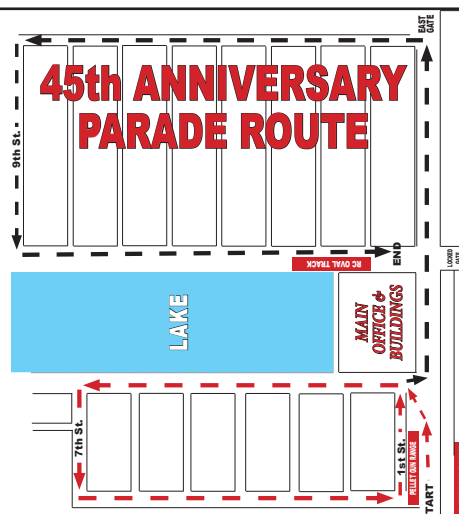 EAST
GATE
45th ANNIVERSARY
PARADE ROUTE
9th St.
END
RC OVAL TRACK
LOCKED
GATE
LAKE
MAIN
OFFICE &
BUILDINGS
7th St.
1st St.
PELLET GUN RANGE
TART